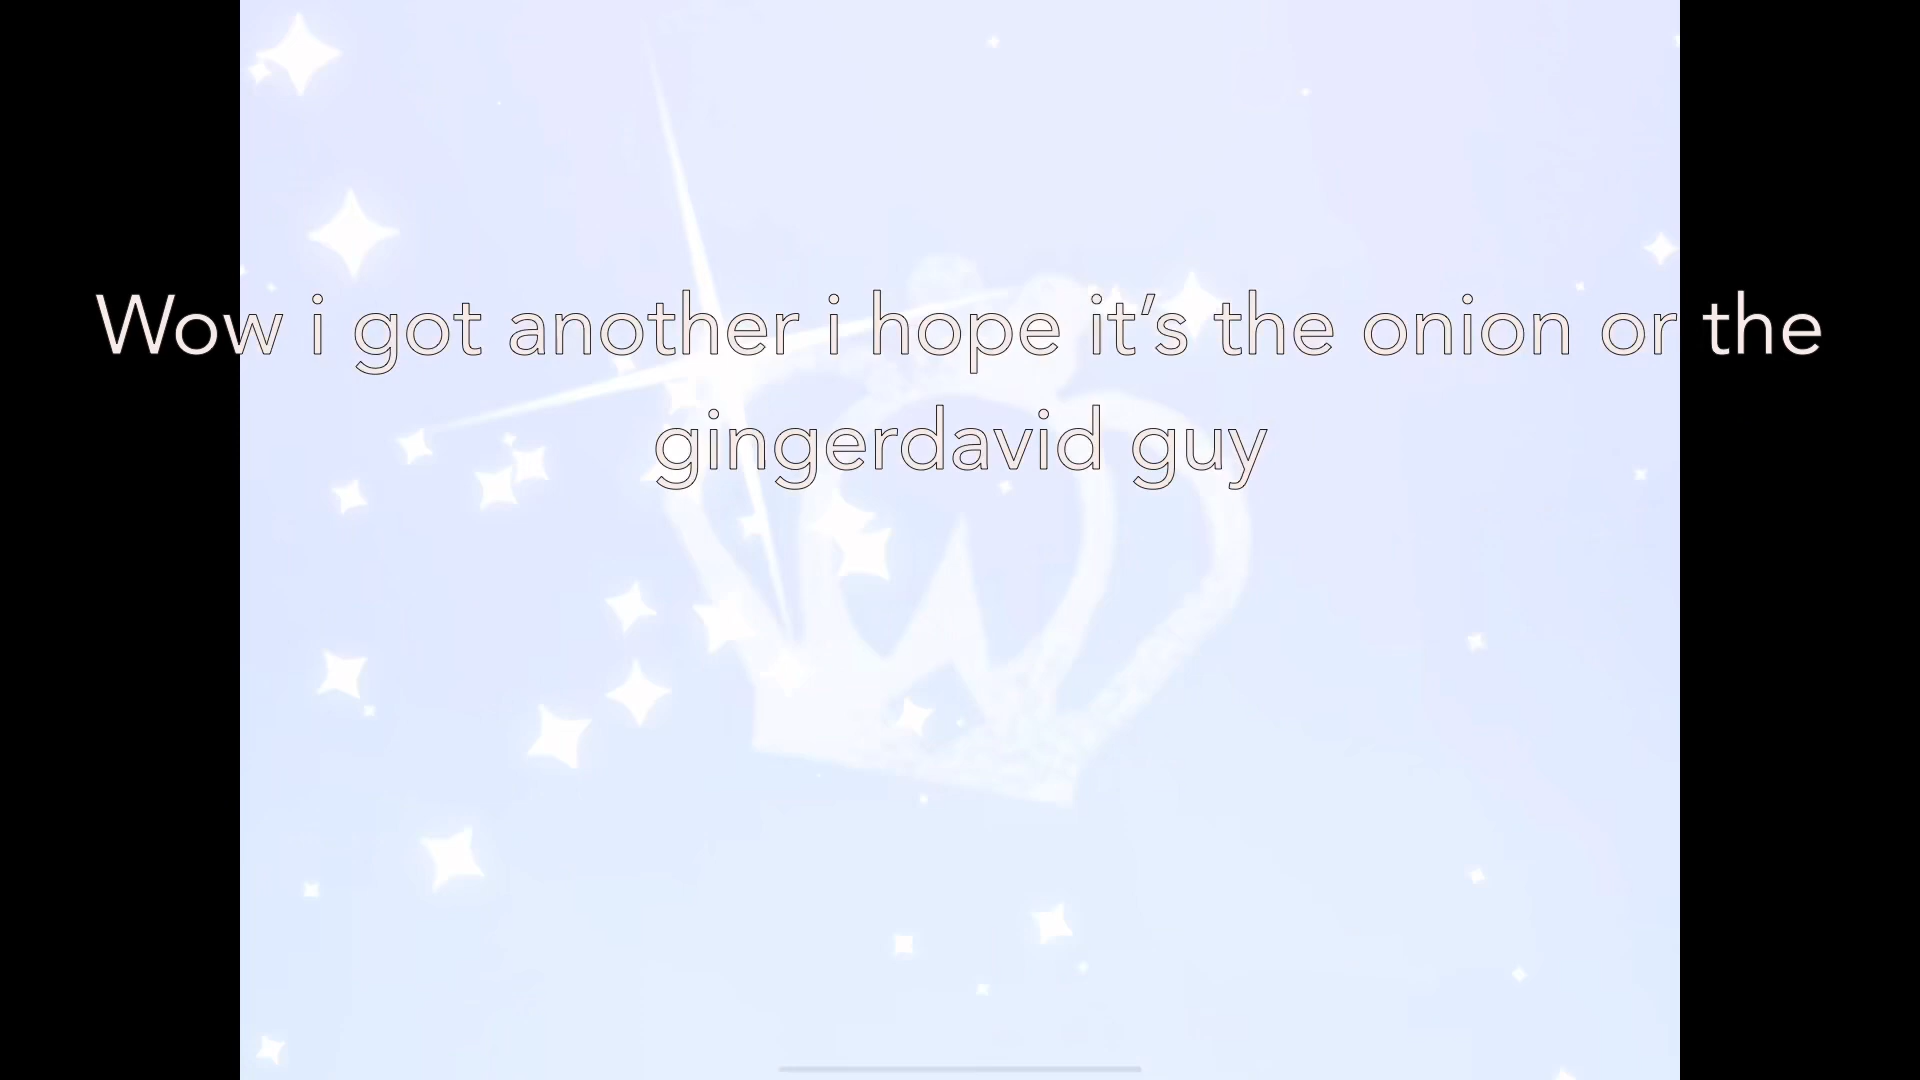 Wow i got another i hope it’s the onion or the
gingerdavid guy